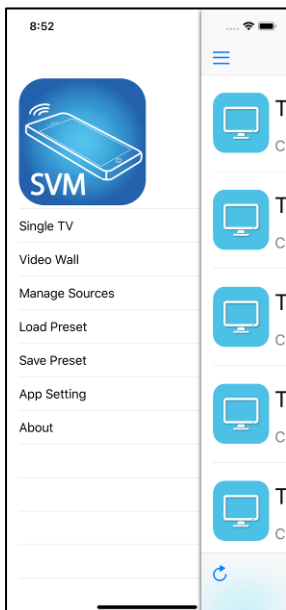 8:52
SVM
Single TV
Video Wall
Manage Sources
Load Preset
Save Preset
App Setting
About
T
C
T
C
T
C
T
C
T
C